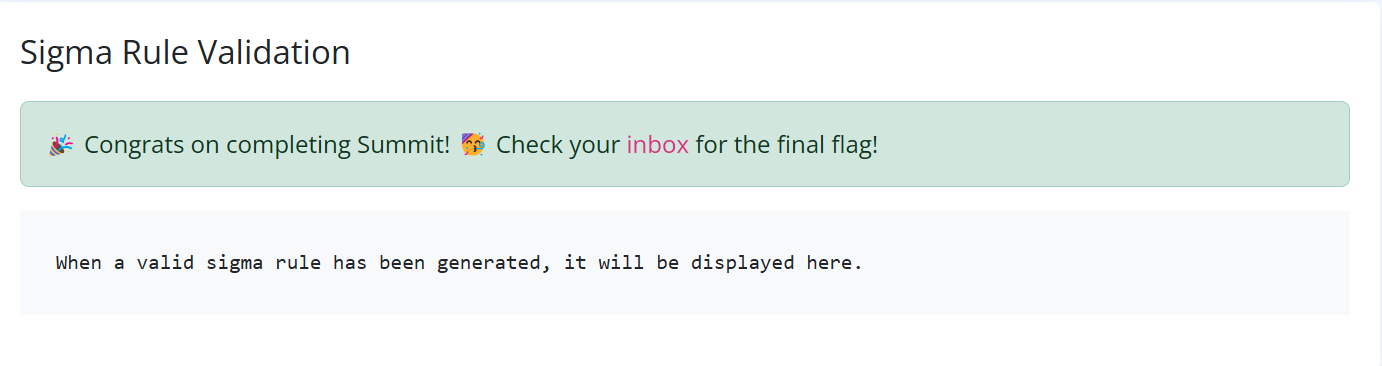 Sigma Rule Validation
🎉 Congrats on completing Summit! 🥳 Check your inbox for the final flag!
When a valid sigma rule has been generated, it will be displayed here.